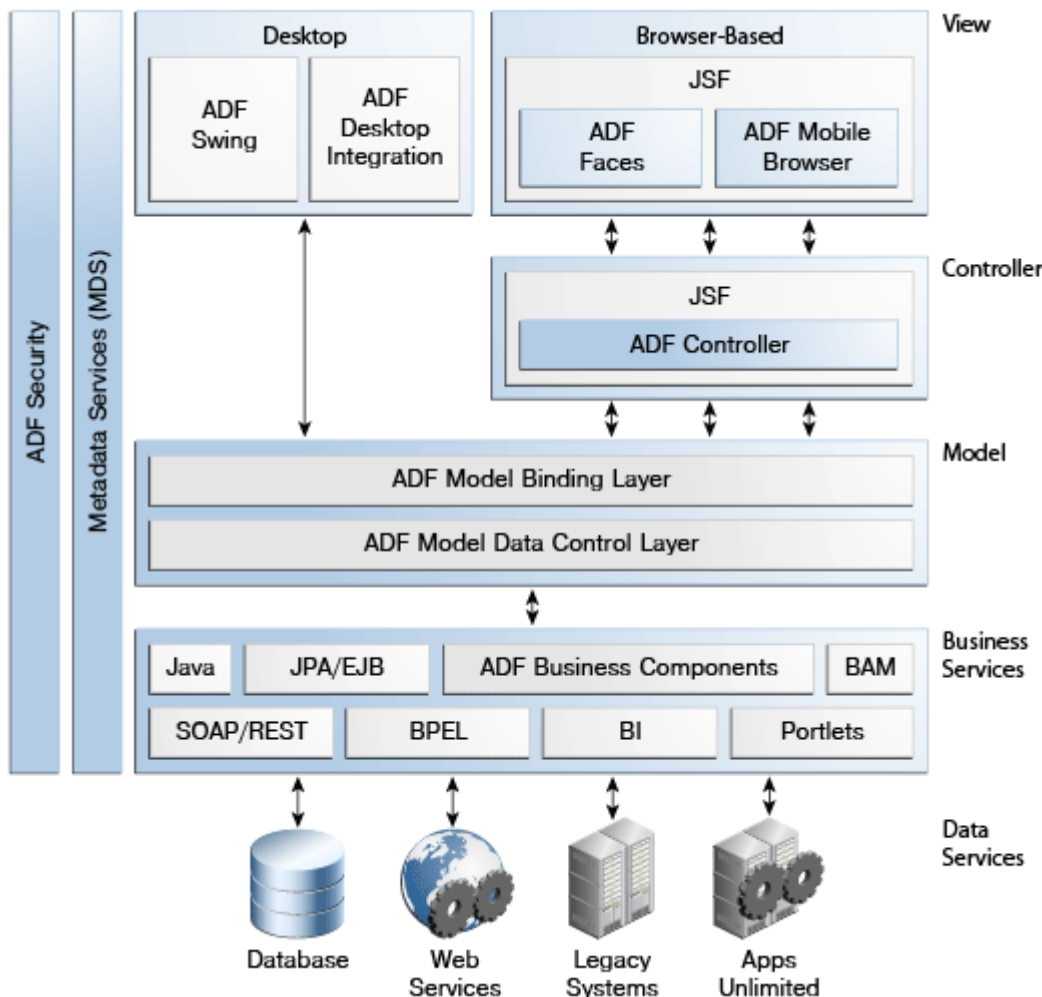 Desktop
Browser-Based
View
ADF
Swing
ADF
Desktop
Integration
JSF
ADF
Faces
ADF Mobile
Browser
Controller
JSF
ADF Controller
ADF Security
Metadata Services (MDS)
Model
ADF Model Binding Layer
ADF Model Data Control Layer
Business
Services
Java
JPA/EJB
ADF Business Components
BAM
SOAP/REST
BPEL
BI
Portlets
Data
Services
Database
Web
Services
Legacy
Systems
Apps
Unlimited